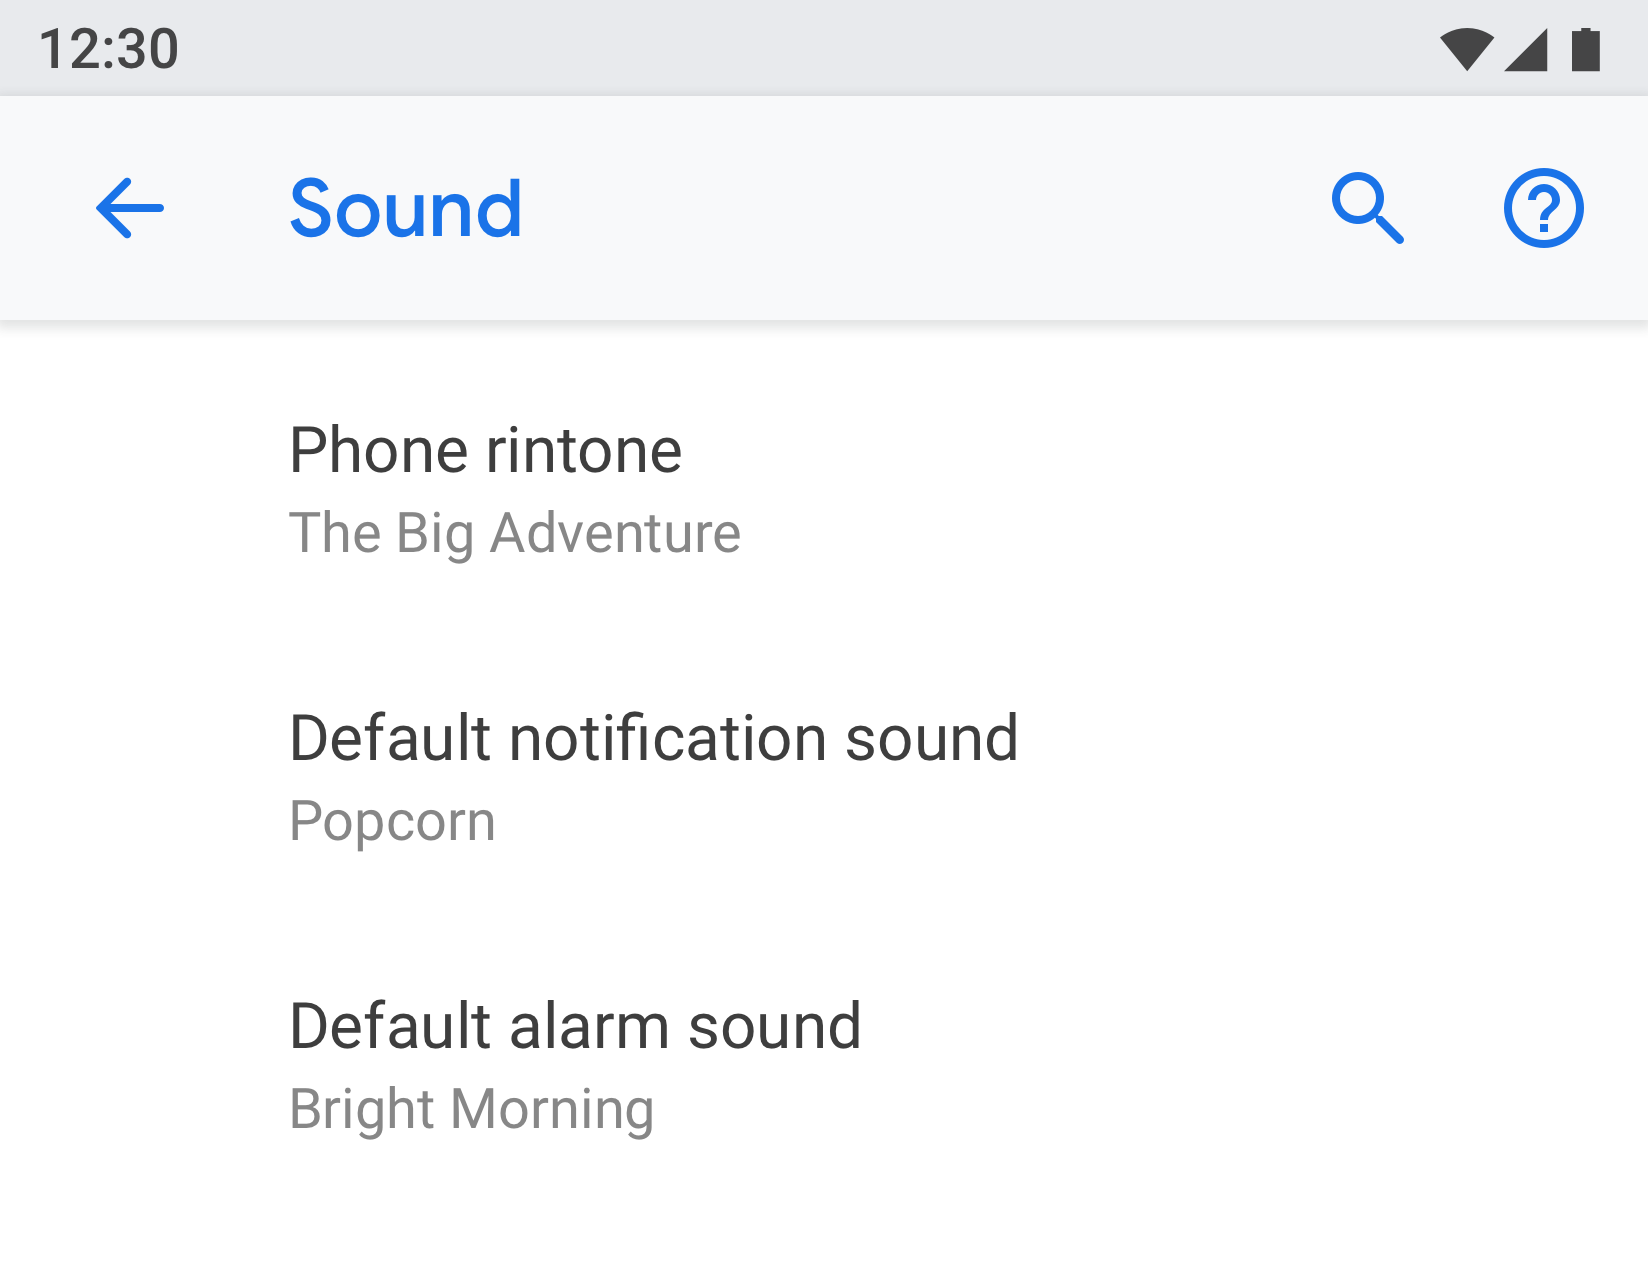 12:30
Sound
Phone rintone
The Big Adventure
Default notification sound
Popcorn
Default alarm sound
Bright Morning